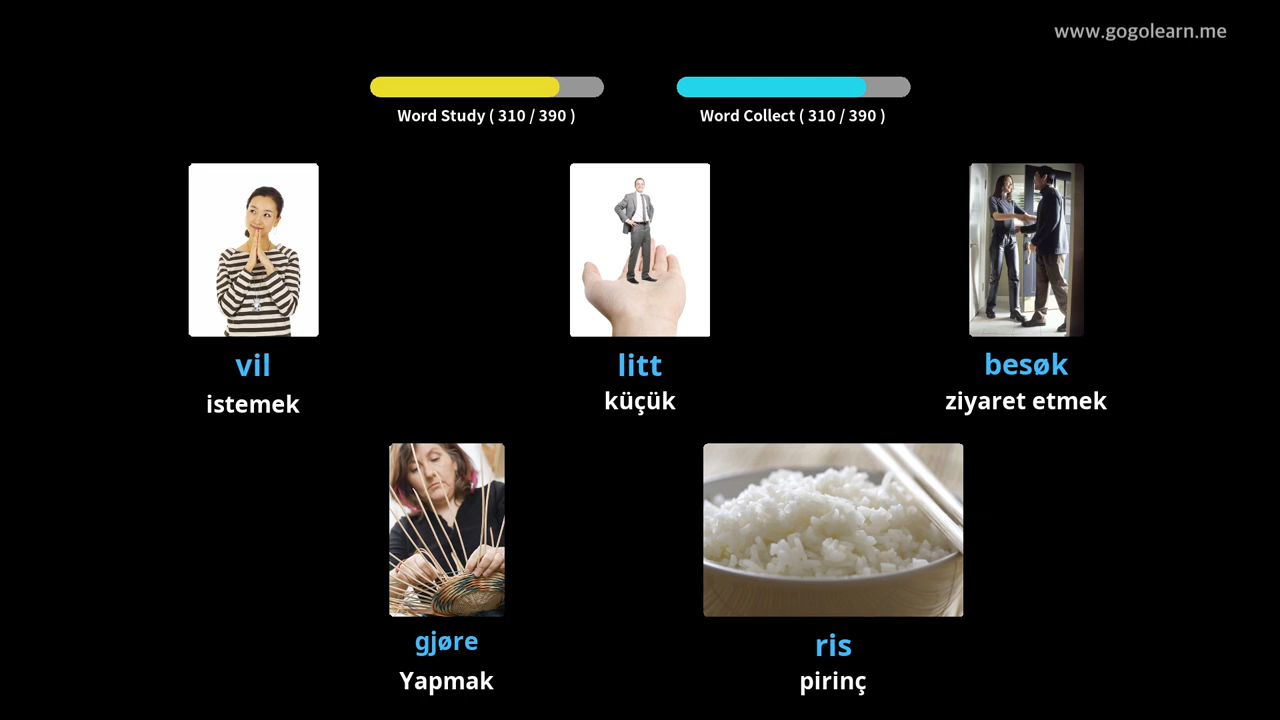 www.gogolearn.me
Word Study ( 310 / 390 )
Word Collect ( 310 / 390 )
vil
istemek
litt
küçük
besøk
ziyaret etmek
gjøre
Yapmak
ris
pirinç